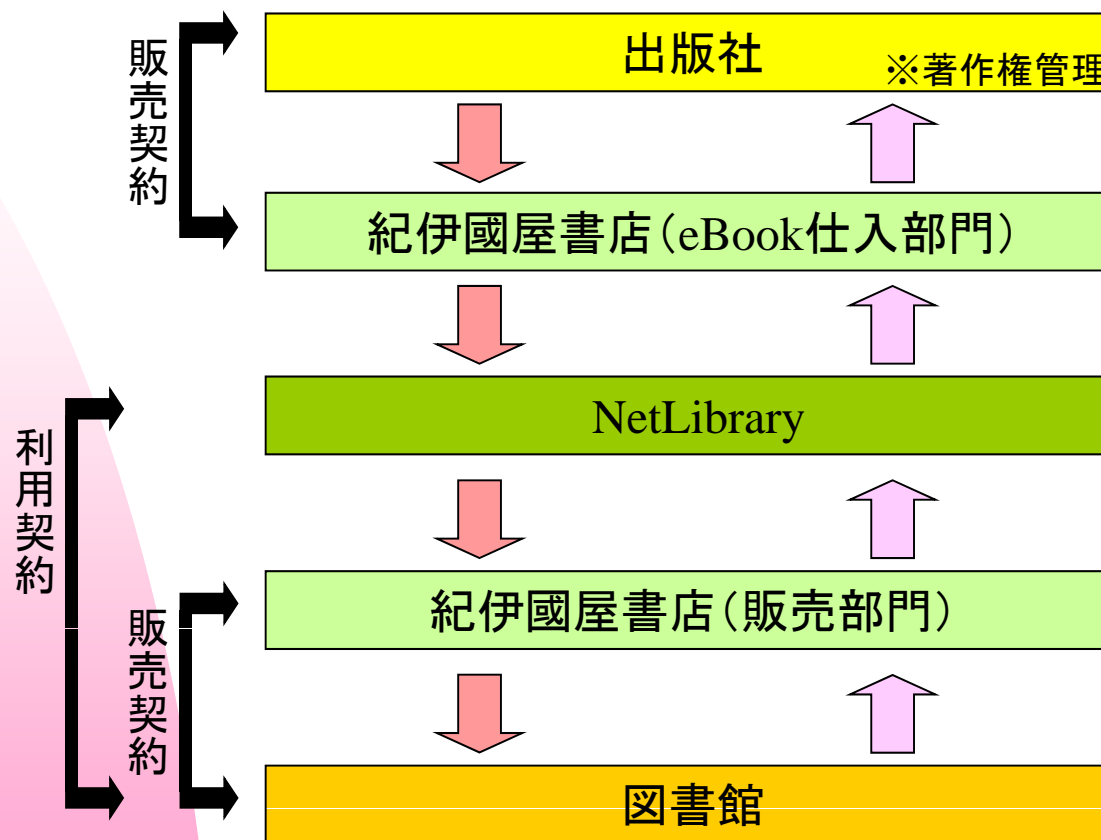 販売契約
出版社
※著作権管理
紀伊國屋書店（eBook仕入部門）
利用契約
NetLibrary
販売契約
紀伊國屋書店（販売部門）
図書館